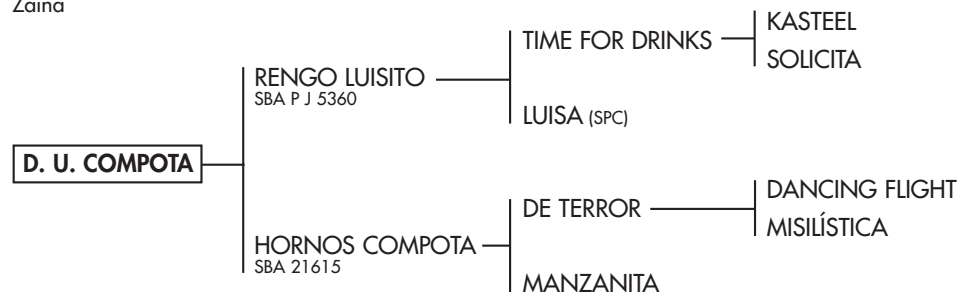 Zaina
KASTEEL
TIME FOR DRINKS
SOLICITA
RENGO LUISITO
SBA P J 5360
LUISA (SPC)
D. U. COMPOTA
DANCING FLIGHT
DE TERROR
MISILÍSTICA
HORNOS COMPOTA
SBA 21615
MANZANITA